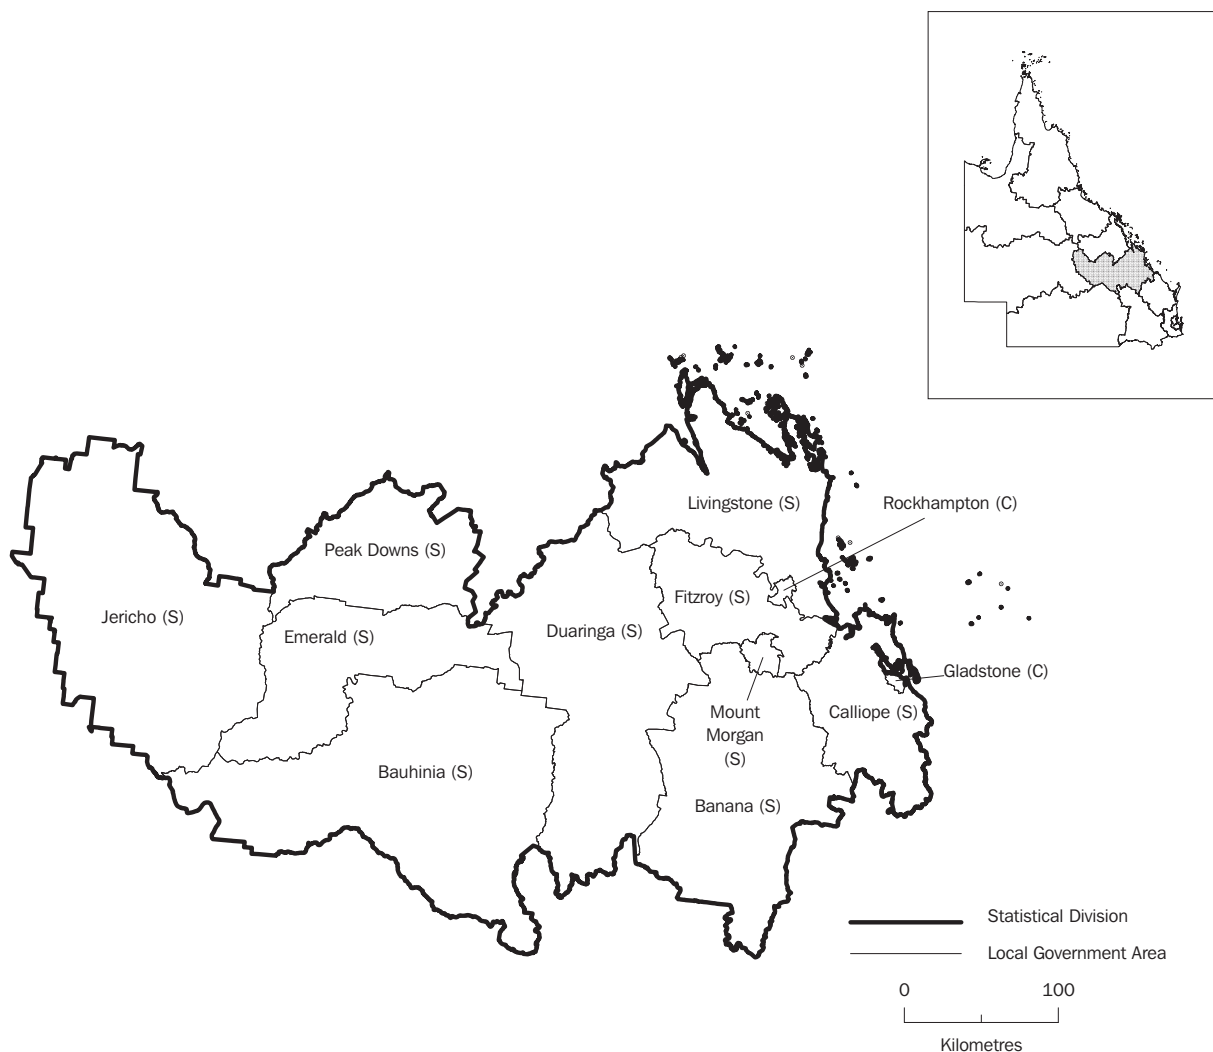 Livingstone (S)
Rockhampton (C)
Peak Downs (S)
Fitzroy (S)
Jericho (S)
Emerald (S)
Duaringa (S)
Gladstone (C)
Mount
Morgan
(S)
Calliope (S)
Bauhinia (S)
Banana (S)
Statistical Division
Local Government Area
0 100
Kilometres